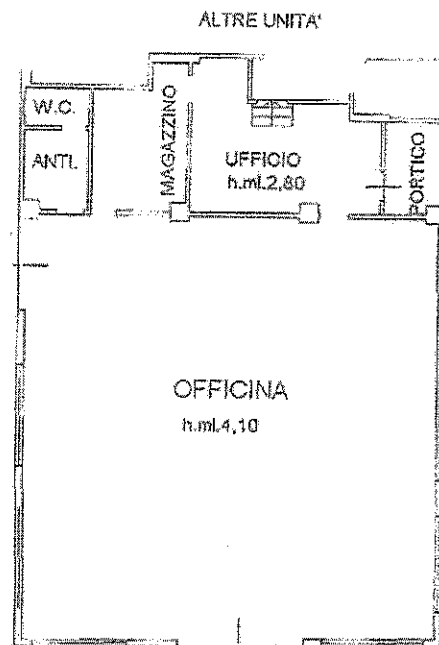 ALTRE UNITA'
W.C.
ANTI.
MAGAZZINO
UFFICIO
h.ml.2,80
PORTICO
OFFICINA
h.ml.4,10